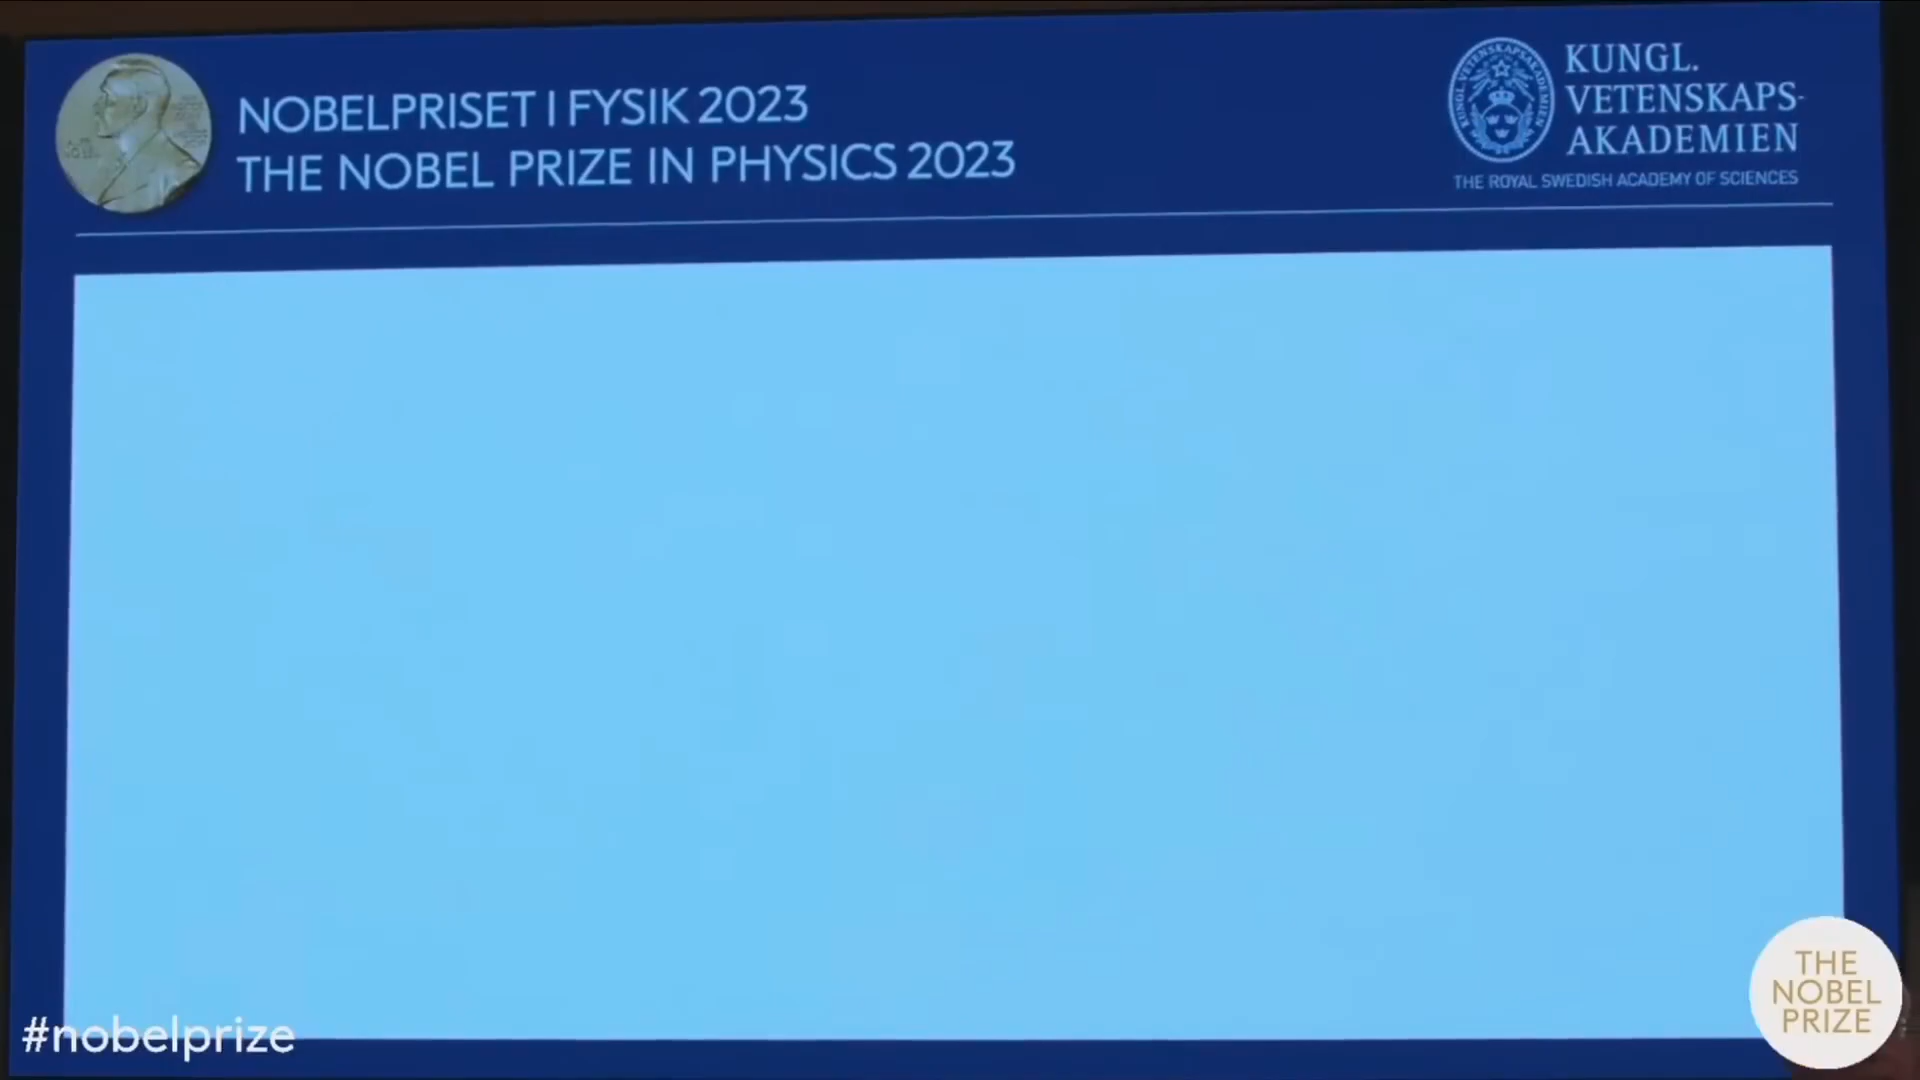 NOBELPRISET I FYSIK 2023
THE NOBEL PRIZE IN PHYSICS 2023
KUNGL.
VETENSKAPS-
AKADEMIEN
THE ROYAL SWEDISH ACADEMY OF SCIENCES
#nobelprize
THE
NOBEL
PRIZE